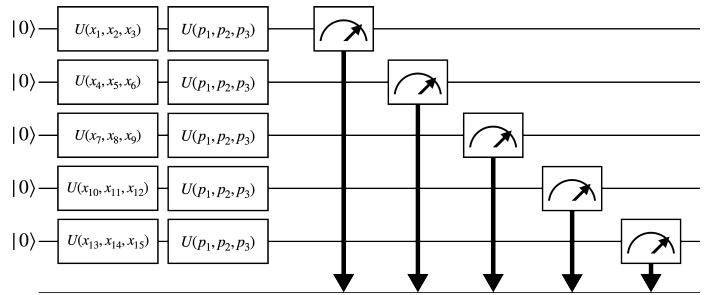 |0⟩ U(x₁, x₂, x₃) U(p₁, p₂, p₃)
|0⟩ U(x₄, x₅, x₆) U(p₁, p₂, p₃)
|0⟩ U(x₇, x₈, x₉) U(p₁, p₂, p₃)
|0⟩ U(x₁₀, x₁₁, x₁₂) U(p₁, p₂, p₃)
|0⟩ U(x₁₃, x₁₄, x₁₅) U(p₁, p₂, p₃)